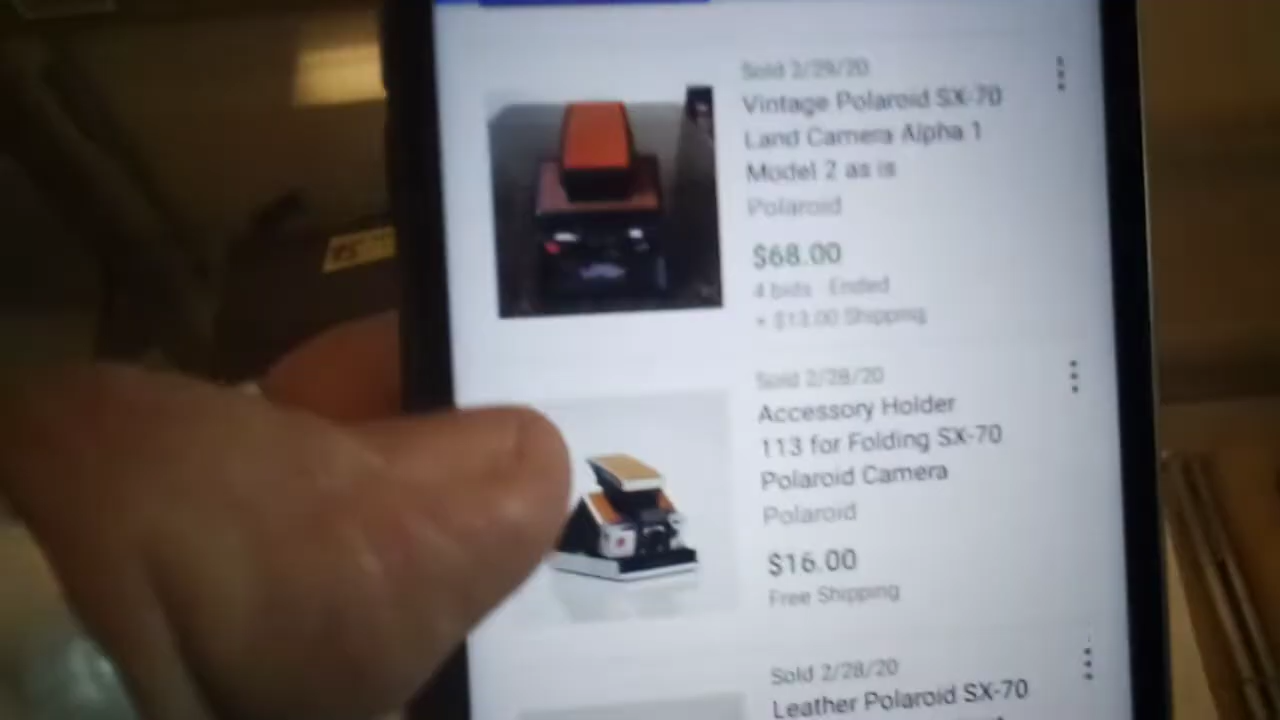 Sold 2/29/20
Vintage Polaroid SX-70
Land Camera Alpha 1
Model 2 as is
Polaroid
$68.00
4 bids Ended
+ $13.00 Shipping
Sold 2/28/20
Accessory Holder
113 for Folding SX-70
Polaroid Camera
Polaroid
$16.00
Free Shipping
Sold 2/28/20
Leather Polaroid SX-70